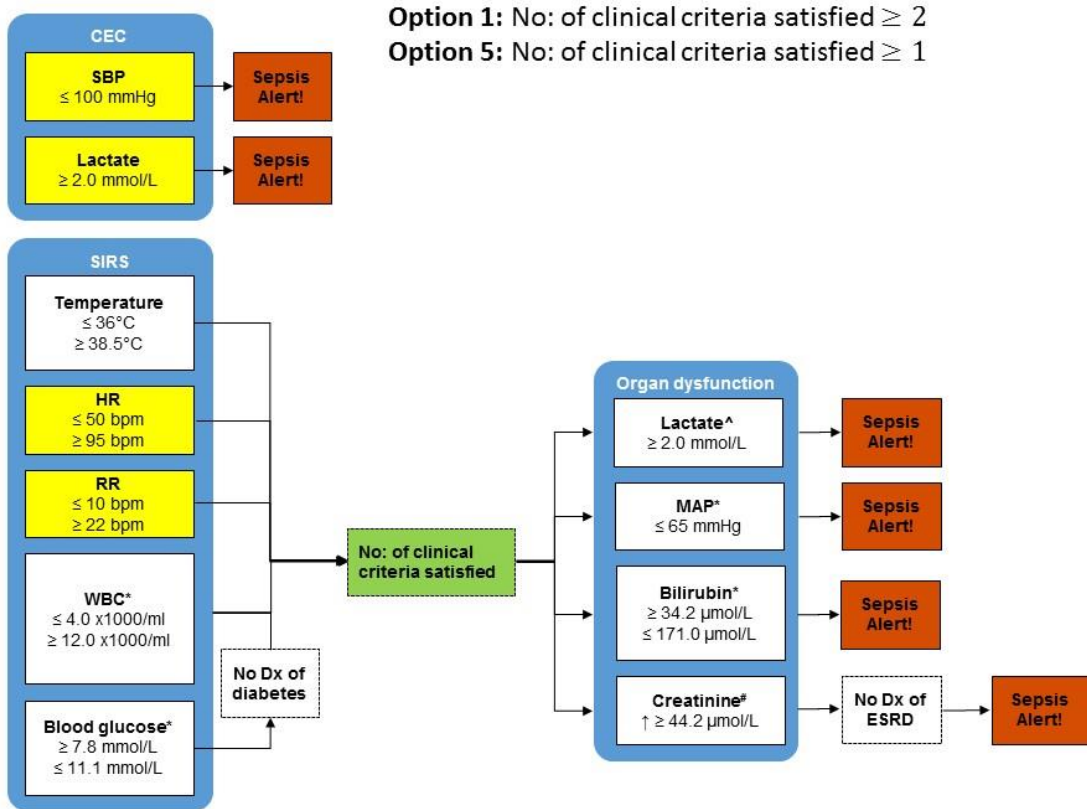 Option 1: No: of clinical criteria satisfied ≥ 2
Option 5: No: of clinical criteria satisfied ≥ 1
CEC
SBP
≤ 100 mmHg
Sepsis
Alert!
Lactate
≥ 2.0 mmol/L
Sepsis
Alert!
SIRS
Temperature
≤ 36°C
≥ 38.5°C
HR
≤ 50 bpm
≥ 95 bpm
RR
≤ 10 bpm
≥ 22 bpm
WBC*
≤ 4.0 x1000/ml
≥ 12.0 x1000/ml
Blood glucose*
≥ 7.8 mmol/L
≤ 11.1 mmol/L
No Dx of
diabetes
No: of clinical
criteria satisfied
Organ dysfunction
Lactate^
≥ 2.0 mmol/L
Sepsis
Alert!
MAP*
≤ 65 mmHg
Sepsis
Alert!
Bilirubin*
≥ 34.2 µmol/L
≤ 171.0 µmol/L
Sepsis
Alert!
Creatinine#
↑ ≥ 44.2 µmol/L
No Dx of
ESRD
Sepsis
Alert!